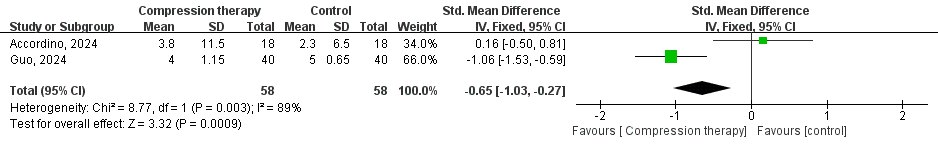 Compression therapy Control Std. Mean Difference Std. Mean Difference
Study or Subgroup Mean SD Total Mean SD Total Weight IV, Fixed, 95% CI IV, Fixed, 95% CI
Accordino, 2024 3.8 11.5 18 2.3 6.5 18 34.0% 0.16 [-0.50, 0.81]
Guo, 2024 4 1.15 40 5 0.65 40 66.0% -1.06 [-1.53, -0.59]
Total (95% CI) 58 58 100.0% -0.65 [-1.03, -0.27]
Heterogeneity: Chi² = 8.77, df = 1 (P = 0.003); I² = 89%
Test for overall effect: Z = 3.32 (P = 0.0009)
-2 -1 0 1 2
Favours [ Compression therapy] Favours [control]